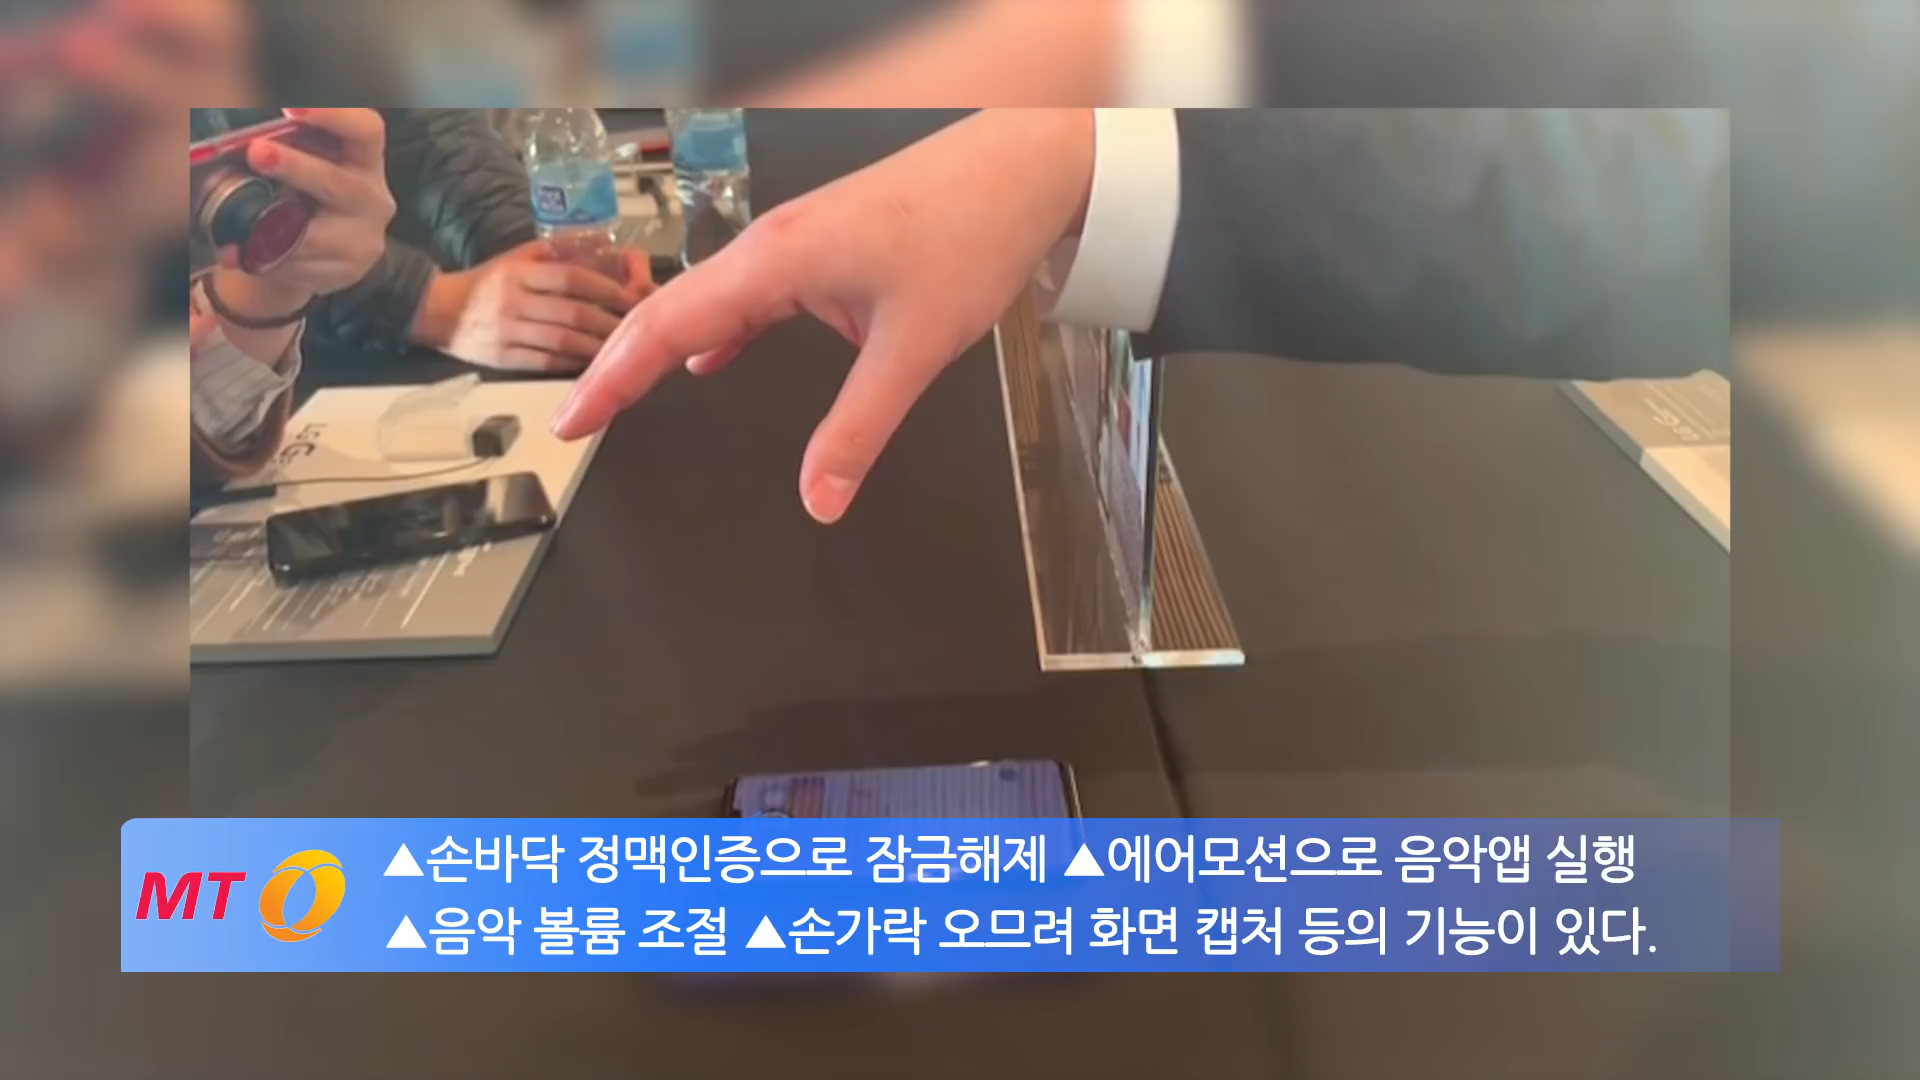 LG G
MT
▲손바닥 정맥인증으로 잠금해제 ▲에어모션으로 음악앱 실행
▲음악 볼륨 조절 ▲손가락 오므려 화면 캡처 등의 기능이 있다.